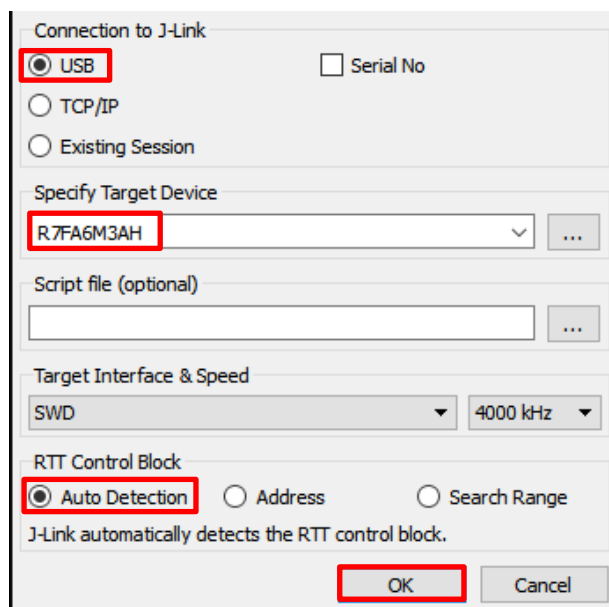 Connection to J-Link
USB
Serial No
TCP/IP
Existing Session
Specify Target Device
R7FA6M3AH
...
Script file (optional)
...
Target Interface & Speed
SWD
4000 kHz
RTT Control Block
Auto Detection
Address
Search Range
J-Link automatically detects the RTT control block.
OK
Cancel